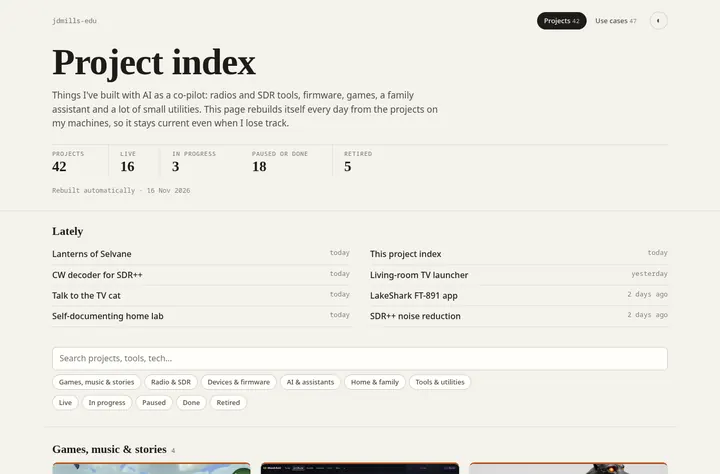 jdmills-edu
Projects 42
Use cases 47
Project index
Things I've built with AI as a co-pilot: radios and SDR tools, firmware, games, a family
assistant and a lot of small utilities. This page rebuilds itself every day from the projects on
my machines, so it stays current even when I lose track.
PROJECTS LIVE IN PROGRESS PAUSED OR DONE RETIRED
42 16 3 18 5
Rebuilt automatically · 16 Nov 2026
Lately
Lanterns of Selvane today
This project index today
CW decoder for SDR++ today
Living-room TV launcher yesterday
Talk to the TV cat today
LakeShark FT-891 app 2 days ago
Self-documenting home lab today
SDR++ noise reduction 2 days ago
Search projects, tools, tech...
Games, music & stories Radio & SDR Devices & firmware AI & assistants Home & family Tools & utilities
Live In progress Paused Done Retired
Games, music & stories 4